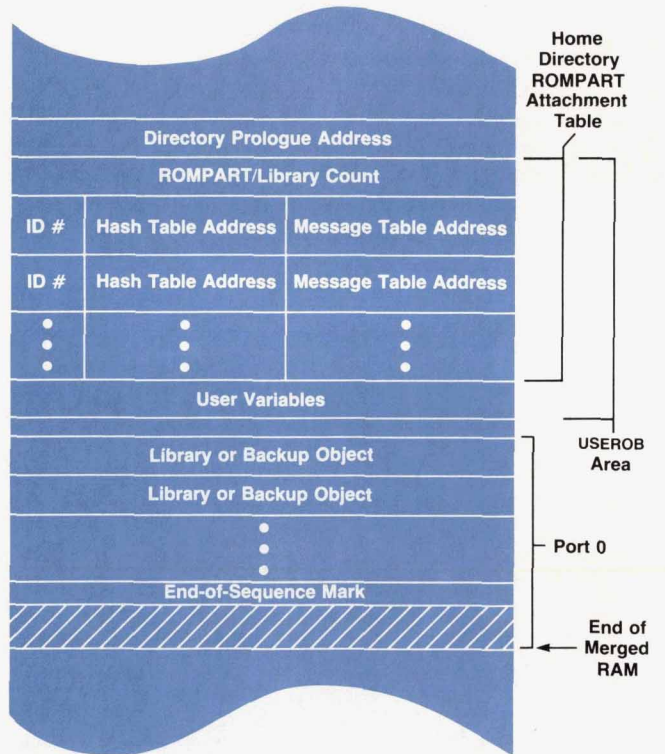 Home
Directory
ROMPART
Attachment
Table
Directory Prologue Address
ROMPART/Library Count
ID # Hash Table Address Message Table Address
ID # Hash Table Address Message Table Address
User Variables
USEROB
Area
Library or Backup Object
Library or Backup Object
Port 0
End-of-Sequence Mark
End of
Merged
RAM